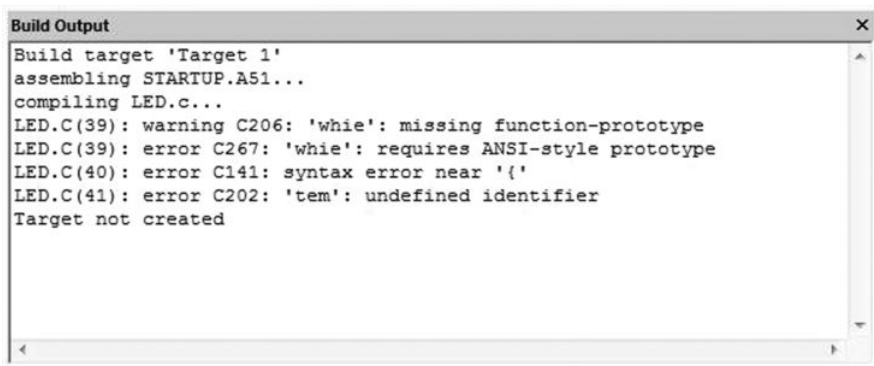 Build Output
Build target 'Target 1'
assembling STARTUP.A51...
compiling LED.c...
LED.C(39): warning C206: 'whie': missing function-prototype
LED.C(39): error C267: 'whie': requires ANSI-style prototype
LED.C(40): error C141: syntax error near '{'
LED.C(41): error C202: 'tem': undefined identifier
Target not created